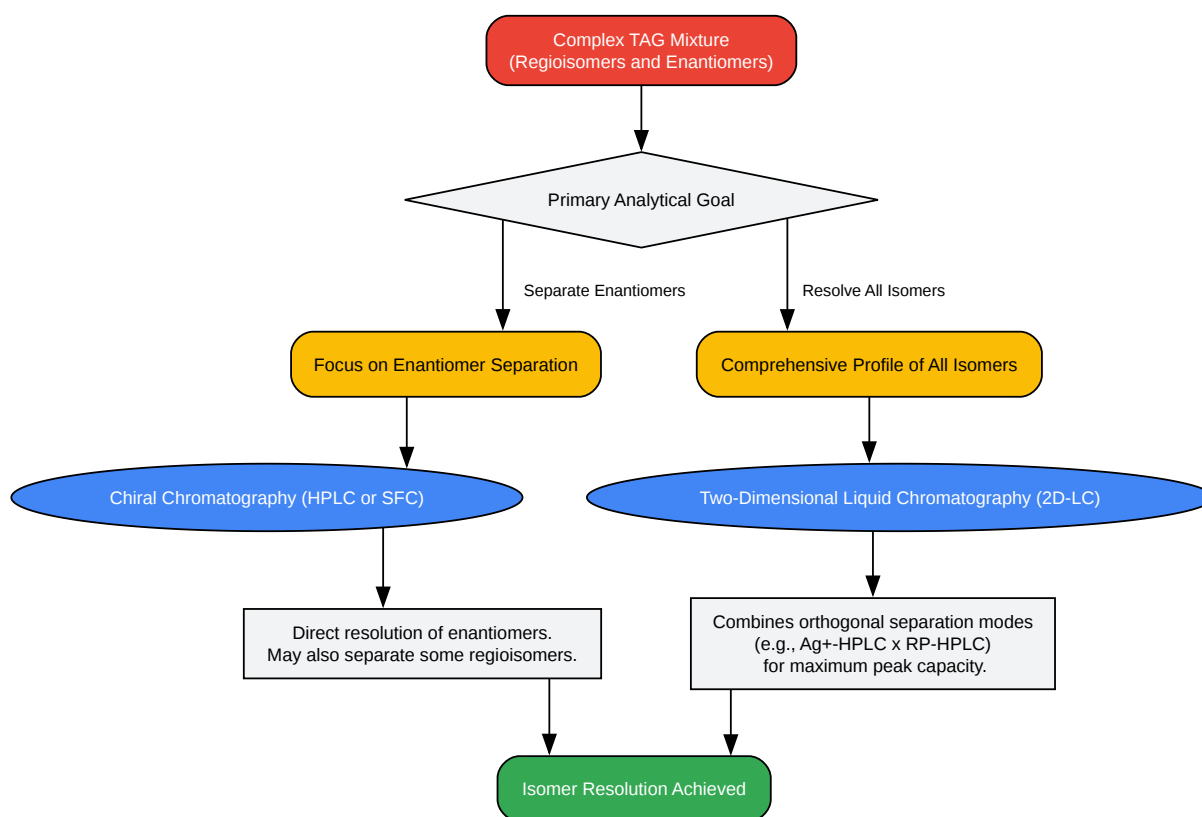 Complex TAG Mixture
(Regioisomers and Enantiomers)
Primary Analytical Goal
Separate Enantiomers
Resolve All Isomers
Focus on Enantiomer Separation
Comprehensive Profile of All Isomers
Chiral Chromatography (HPLC or SFC)
Two-Dimensional Liquid Chromatography (2D-LC)
Direct resolution of enantiomers.
May also separate some regioisomers.
Combines orthogonal separation modes
(e.g., Ag+-HPLC x RP-HPLC)
for maximum peak capacity.
Isomer Resolution Achieved